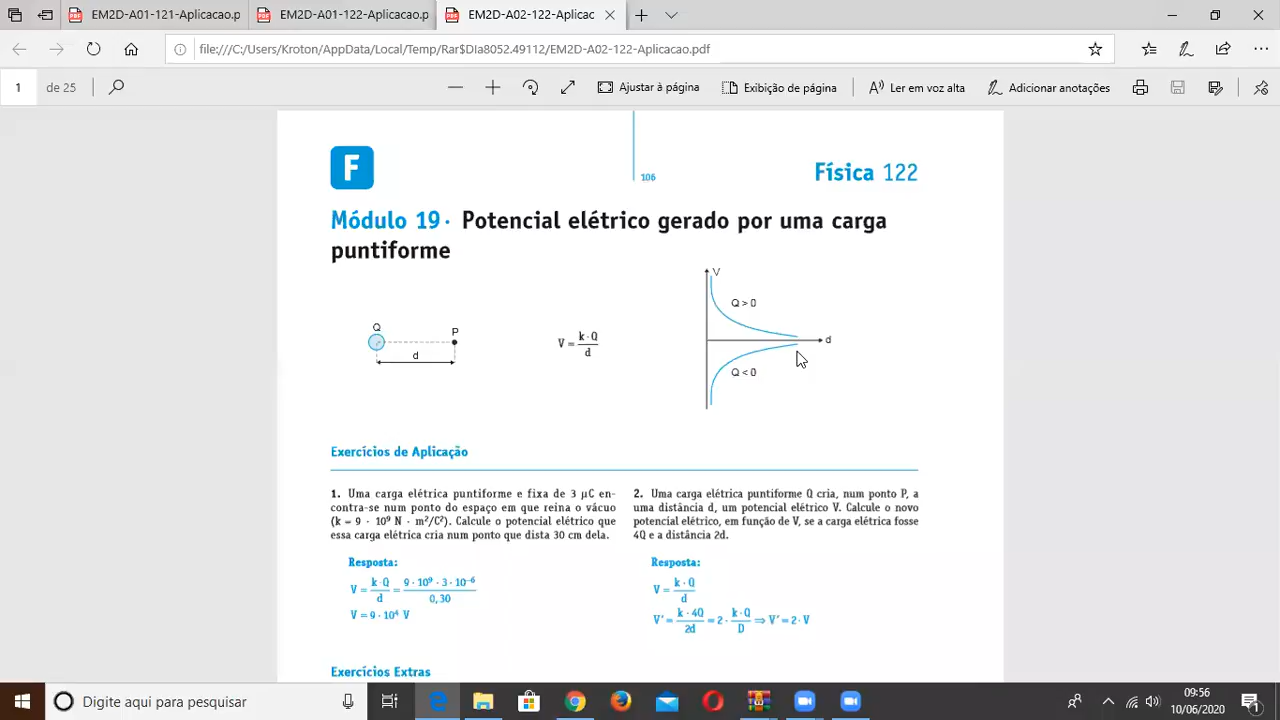 EM2D-A01-121-Aplicacao.pdf
EM2D-A01-121-Aplicacao.pdf
EM2D-A02-122-Aplicac
file:///C:/Users/Kroton/AppData/Local/Temp/Rar$DIa8052.49112/EM2D-A02-122-Aplicacao.pdf
1 de 25
Ajustar à página
Exibição de página
Ler em voz alta
Adicionar anotações
F
106
Física 122
Módulo 19 · Potencial elétrico gerado por uma carga
puntiforme
Q
P
d
V = k · Q / d
V
Q > 0
d
Q < 0
Exercícios de Aplicação
1. Uma carga elétrica puntiforme e fixa de 3 μC en-
contra-se num ponto do espaço em que reina o vácuo
(k = 9 · 10⁹ N · m²/C²). Calcule o potencial elétrico que
essa carga elétrica cria num ponto que dista 30 cm dela.
Resposta:
V = k · Q / d = 9 · 10⁹ · 3 · 10⁻⁶ / 0,30
V = 9 · 10⁴ V
2. Uma carga elétrica puntiforme Q cria, num ponto P, a
uma distância d, um potencial elétrico V. Calcule o novo
potencial elétrico, em função de V, se a carga elétrica fosse
4Q e a distância 2d.
Resposta:
V = k · Q / d
V' = k · 4Q / 2d = 2 · k · Q / D ⇒ V' = 2 · V
Exercícios Extras
Digite aqui para pesquisar
09:56
10/06/2020
1